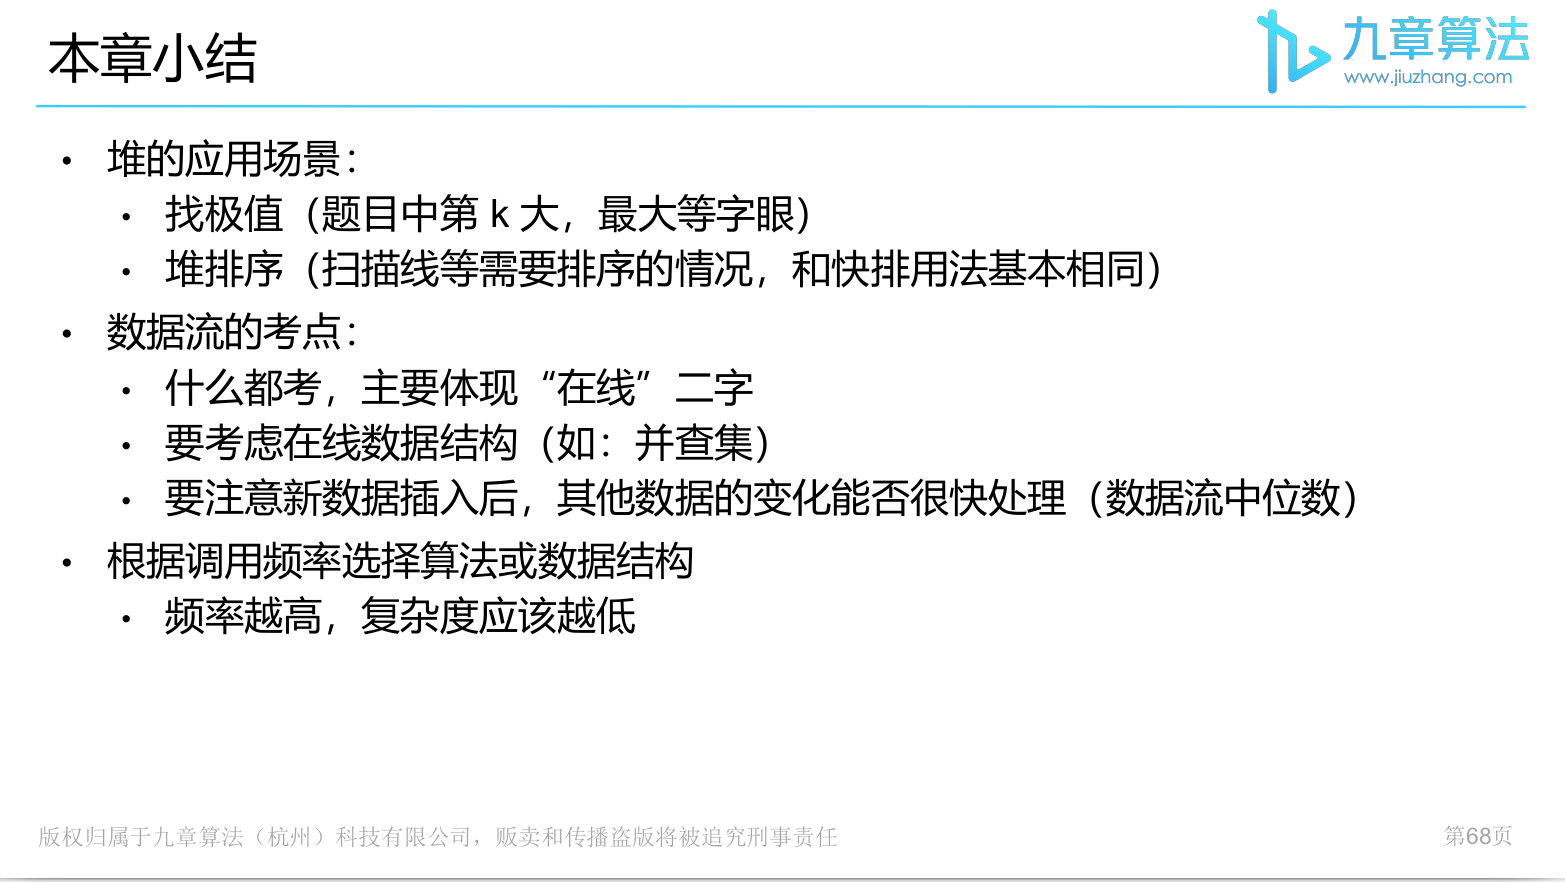 本章小结
九章算法
www.jiuzhang.com
• 堆的应用场景：
• 找极值（题目中第 k 大，最大等字眼）
• 堆排序（扫描线等需要排序的情况，和快排用法基本相同）
• 数据流的考点：
• 什么都考，主要体现“在线”二字
• 要考虑在线数据结构（如：并查集）
• 要注意新数据插入后，其他数据的变化能否很快处理（数据流中位数）
• 根据调用频率选择算法或数据结构
• 频率越高，复杂度应该越低
版权归属于九章算法（杭州）科技有限公司，贩卖和传播盗版将被追究刑事责任
第68页